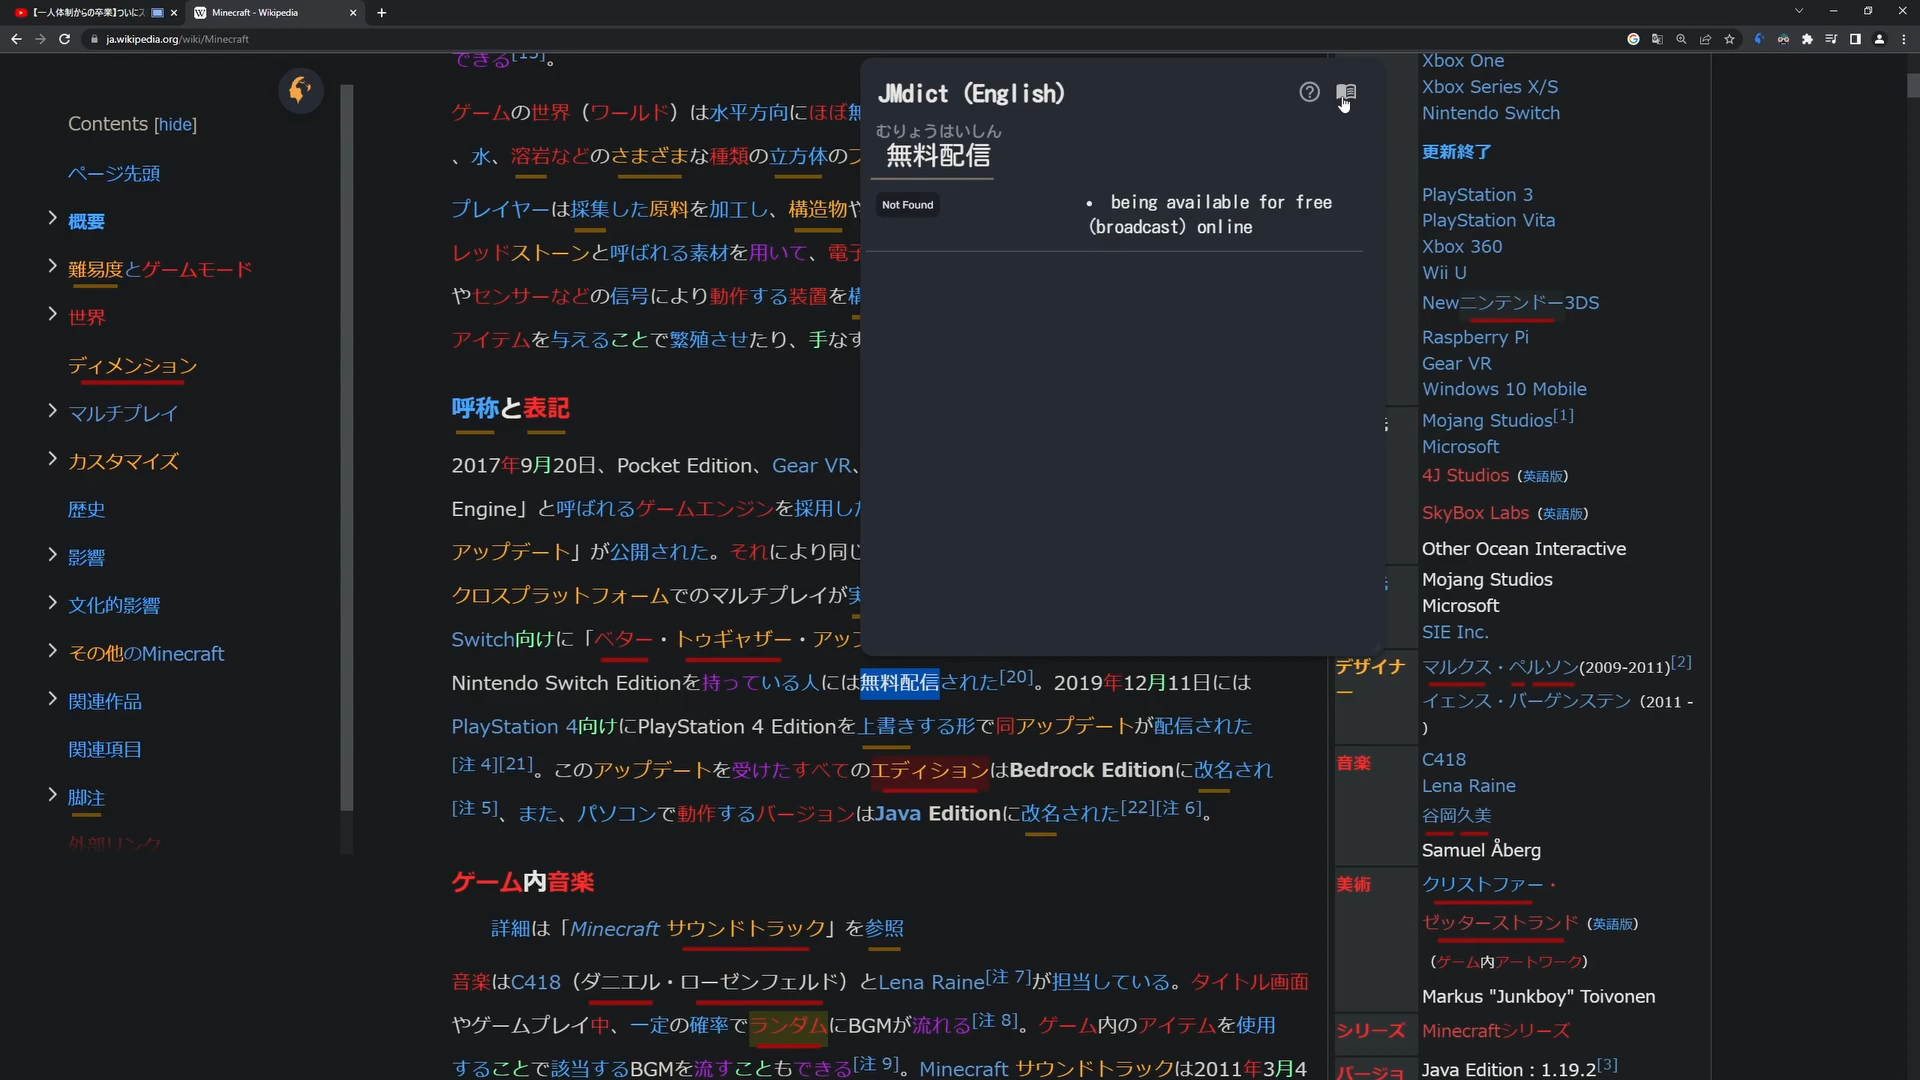 【一人体制からの卒業】ついにス
Minecraft - Wikipedia
ja.wikipedia.org/wiki/Minecraft
Contents [hide]
ページ先頭
概要
難易度とゲームモード
世界
ディメンション
マルチプレイ
カスタマイズ
歴史
影響
文化的影響
その他のMinecraft
関連作品
関連項目
脚注
外部リンク
できる[15]。
ゲームの世界（ワールド）は水平方向にほぼ無
、水、溶岩などのさまざまな種類の立方体のブ
プレイヤーは採集した原料を加工し、構造物や
レッドストーンと呼ばれる素材を用いて、電子
やセンサーなどの信号により動作する装置を構
アイテムを与えることで繁殖させたり、手なず
呼称と表記
2017年9月20日、Pocket Edition、Gear VR、
Engine」と呼ばれるゲームエンジンを採用した
アップデート」が公開された。それにより同じ
クロスプラットフォームでのマルチプレイが実
Switch向けに「ベター・トゥギャザー・アップ
Nintendo Switch Editionを持っている人には無料配信された[20]。2019年12月11日には
PlayStation 4向けにPlayStation 4 Editionを上書きする形で同アップデートが配信された
[注 4][21]。このアップデートを受けたすべてのエディションはBedrock Editionに改名され
[注 5]、また、パソコンで動作するバージョンはJava Editionに改名された[22][注 6]。
ゲーム内音楽
詳細は「Minecraft サウンドトラック」を参照
音楽はC418（ダニエル・ローゼンフェルド）とLena Raine[注 7]が担当している。タイトル画面
やゲームプレイ中、一定の確率でランダムにBGMが流れる[注 8]。ゲーム内のアイテムを使用
することで該当するBGMを流すこともできる[注 9]。Minecraft サウンドトラックは2011年3月4
JMdict (English)
むりょうはいしん
無料配信
Not Found
• being available for free
(broadcast) online
Xbox One
Xbox Series X/S
Nintendo Switch
更新終了
PlayStation 3
PlayStation Vita
Xbox 360
Wii U
Newニンテンドー3DS
Raspberry Pi
Gear VR
Windows 10 Mobile
Mojang Studios[1]
Microsoft
4J Studios（英語版）
SkyBox Labs（英語版）
Other Ocean Interactive
Mojang Studios
Microsoft
SIE Inc.
デザイナ
ー
マルクス・ペルソン(2009-2011)[2]
イェンス・バーゲンステン（2011 -
）
音楽
C418
Lena Raine
谷岡久美
Samuel Åberg
美術
クリストファー・
ゼッターストランド（英語版）
（ゲーム内アートワーク）
Markus "Junkboy" Toivonen
シリーズ
Minecraftシリーズ
バージョ
Java Edition : 1.19.2[3]